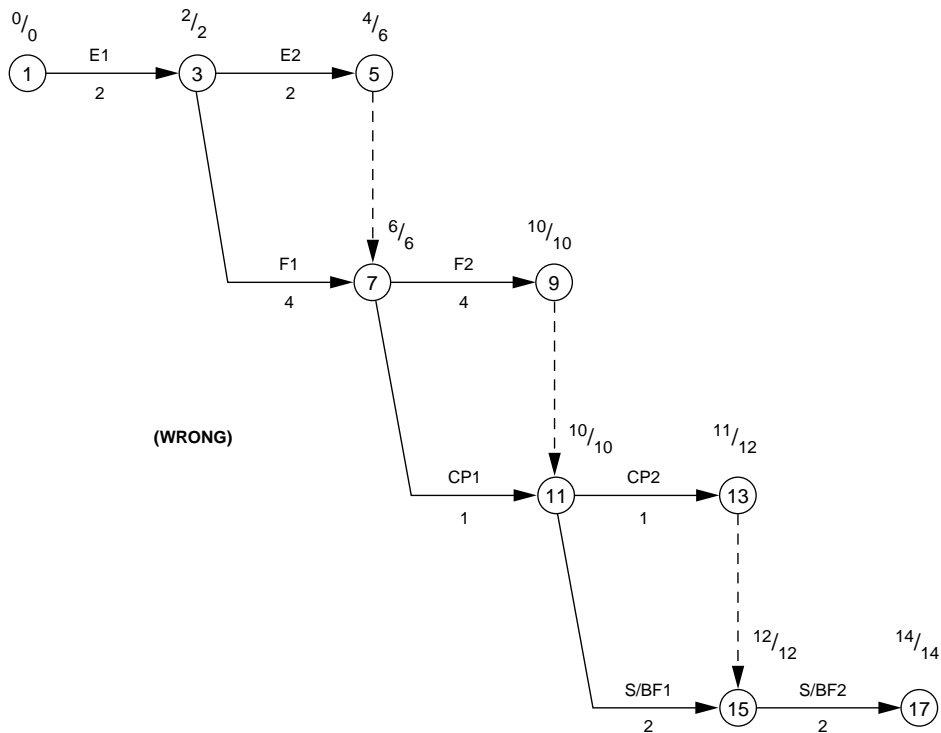 0/0 2/2 4/6
E1 E2
1 3 5
2 2
6/6 10/10
F1 F2
7 9
4 4
(WRONG)
10/10 11/12
CP1 CP2
11 13
1 1
12/12 14/14
S/BF1 S/BF2
15 17
2 2